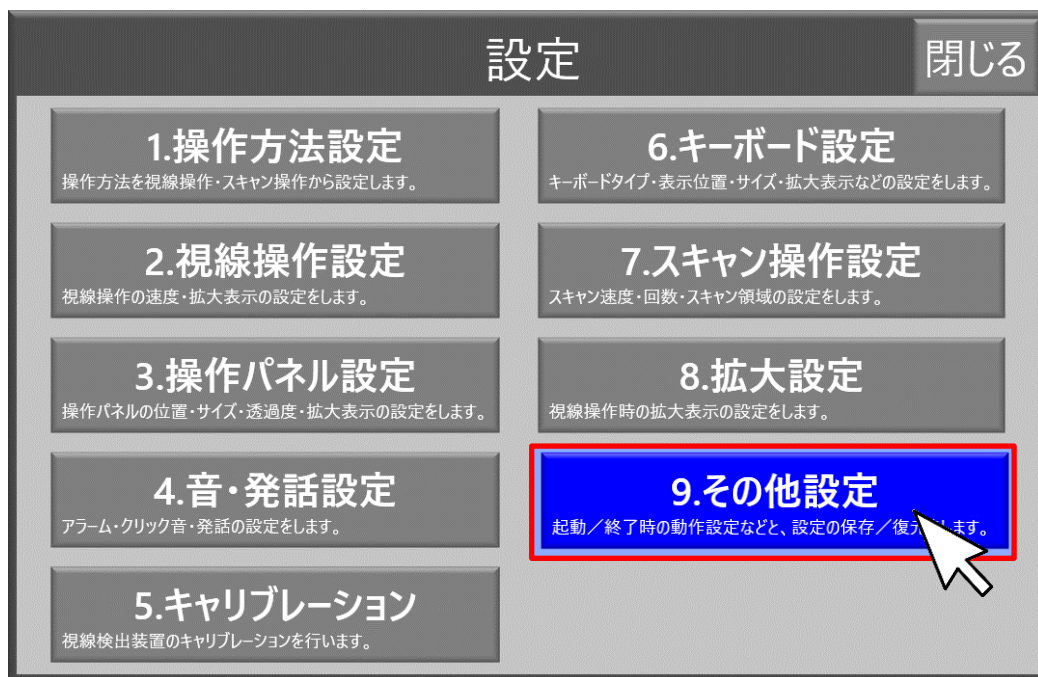 設定
閉じる
1.操作方法設定
操作方法を視線操作・スキャン操作から設定します。
2.視線操作設定
視線操作の速度・拡大表示の設定をします。
3.操作パネル設定
操作パネルの位置・サイズ・透過度・拡大表示の設定をします。
4.音・発話設定
アラーム・クリック音・発話の設定をします。
5.キャリブレーション
視線検出装置のキャリブレーションを行います。
6.キーボード設定
キーボードタイプ・表示位置・サイズ・拡大表示などの設定をします。
7.スキャン操作設定
スキャン速度・回数・スキャン領域の設定をします。
8.拡大設定
視線操作時の拡大表示の設定をします。
9.その他設定
起動／終了時の動作設定などと、設定の保存／復元します。